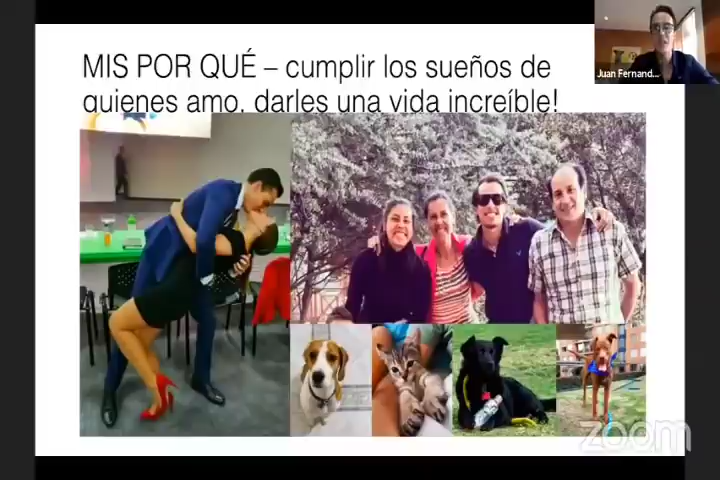 MIS POR QUÉ – cumplir los sueños de
quienes amo, darles una vida increíble!
Juan Fernand...
zoom